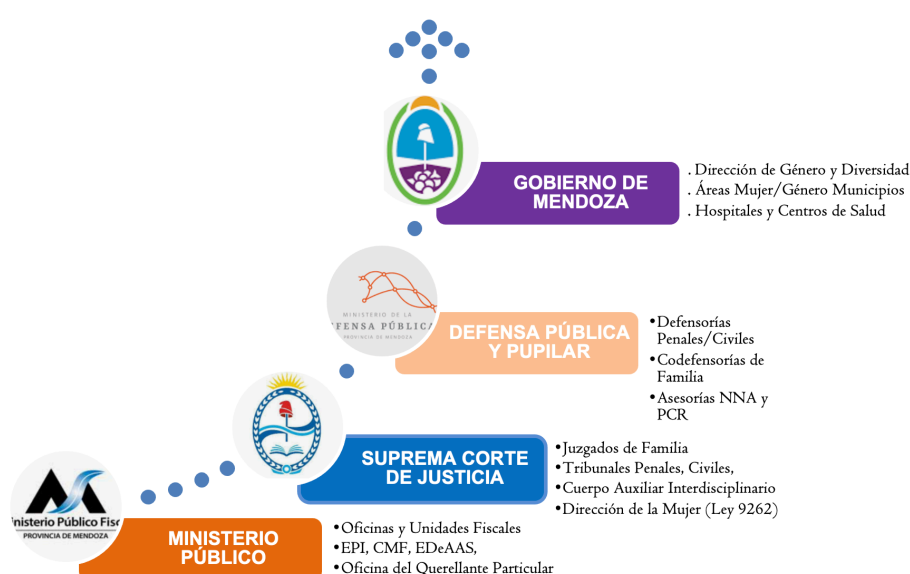 GOBIERNO DE
MENDOZA
. Dirección de Género y Diversidad
. Áreas Mujer/Género Municipios
. Hospitales y Centros de Salud
MINISTERIO DE LA
FENSA PÚBLICA
PROVINCIA DE MENDOZA
DEFENSA PÚBLICA
Y PUPILAR
•Defensorías
Penales/Civiles
•Codefensorías de
Familia
•Asesorías NNA y
PCR
SUPREMA CORTE
DE JUSTICIA
•Juzgados de Familia
•Tribunales Penales, Civiles,
•Cuerpo Auxiliar Interdisciplinario
•Dirección de la Mujer (Ley 9262)
inisterio Público Fisc
PROVINCIA DE MENDOZA
MINISTERIO
PÚBLICO
•Oficinas y Unidades Fiscales
•EPI, CMF, EDeAAS,
•Oficina del Querellante Particular